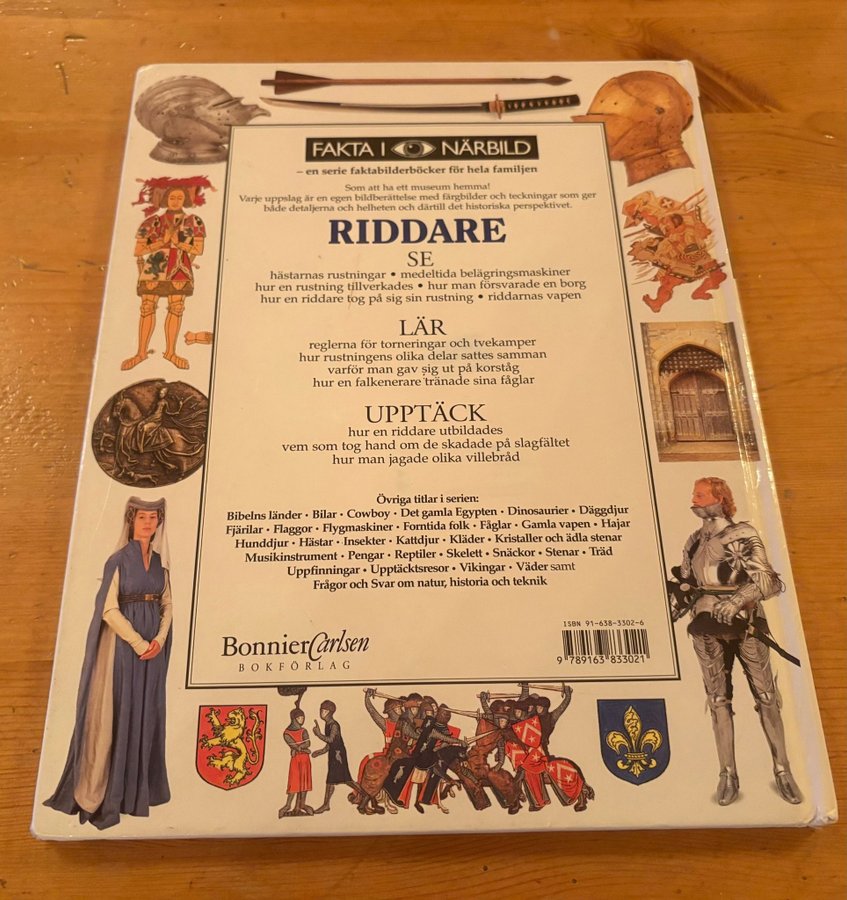 FAKTA I NÄRBILD
– en serie faktabilderböcker för hela familjen
Som att ha ett museum hemma!
Varje uppslag är en egen bildberättelse med färgbilder och teckningar som ger
både detaljerna och helheten och därtill det historiska perspektivet.
RIDDARE
SE
hästarnas rustningar • medeltida belägringsmaskiner
hur en rustning tillverkades • hur man försvarade en borg
hur en riddare tog på sig sin rustning • riddarnas vapen
LÄR
reglerna för torneringar och tvekamper
hur rustningens olika delar sattes samman
varför man gav sig ut på korståg
hur en falkenerare tränade sina fåglar
UPPTÄCK
hur en riddare utbildades
vem som tog hand om de skadade på slagfältet
hur man jagade olika villebråd
Övriga titlar i serien:
Bibelns länder • Bilar • Cowboy • Det gamla Egypten • Dinosaurier • Däggdjur
Fjärilar • Flaggor • Flygmaskiner • Forntida folk • Fåglar • Gamla vapen • Hajar
Hunddjur • Hästar • Insekter • Kattdjur • Kläder • Kristaller och ädla stenar
Musikinstrument • Pengar • Reptiler • Skelett • Snäckor • Stenar • Träd
Uppfinningar • Upptäcktsresor • Vikingar • Väder samt
Frågor och Svar om natur, historia och teknik
ISBN 91-638-3302-6
9 789163 833021
BonnierCarlsen
BOKFÖRLAG